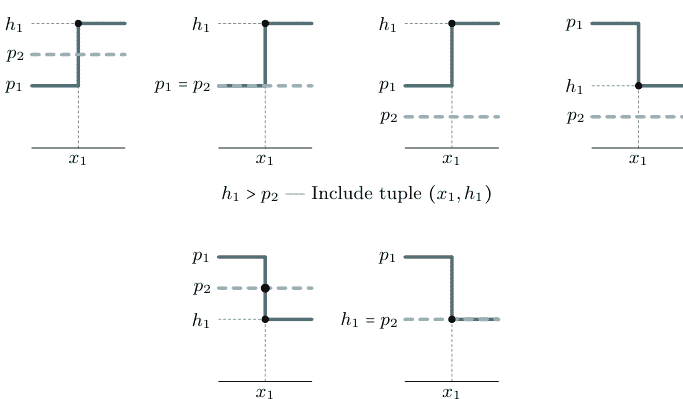 h₁ h₁ h₁ p₁
p₂
p₁ p₁ = p₂ p₁ h₁
p₂ p₂
x₁ x₁ x₁ x₁
h₁ > p₂ — Include tuple (x₁, h₁)
p₁ p₁
p₂
h₁ h₁ = p₂
x₁ x₁